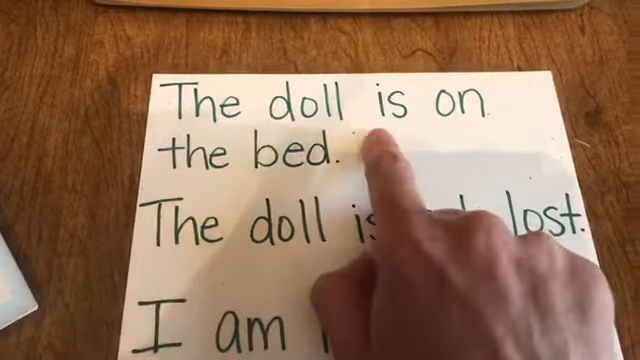 The doll is on
the bed.
The doll is lost.
I am